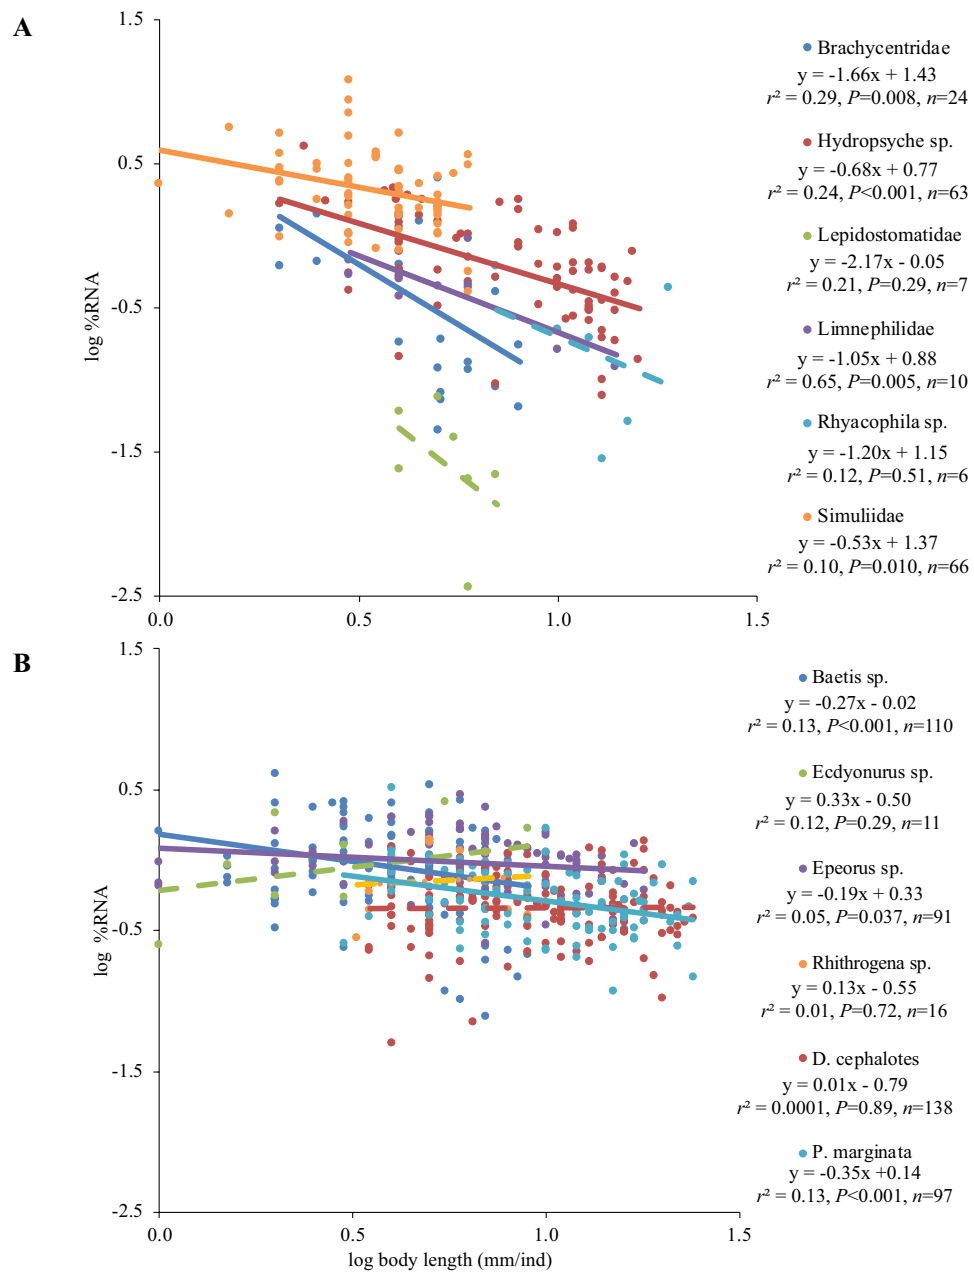 A
1.5
0.5
-0.5
-1.5
-2.5
log %RNA
0.0
0.5
1.0
1.5
Brachycentridae
y = -1.66x + 1.43
r² = 0.29, P=0.008, n=24
Hydropsyche sp.
y = -0.68x + 0.77
r² = 0.24, P<0.001, n=63
Lepidostomatidae
y = -2.17x - 0.05
r² = 0.21, P=0.29, n=7
Limnephilidae
y = -1.05x + 0.88
r² = 0.65, P=0.005, n=10
Rhyacophila sp.
y = -1.20x + 1.15
r² = 0.12, P=0.51, n=6
Simuliidae
y = -0.53x + 1.37
r² = 0.10, P=0.010, n=66
B
1.5
0.5
-0.5
-1.5
-2.5
log %RNA
0.0
0.5
1.0
1.5
log body length (mm/ind)
Baetis sp.
y = -0.27x - 0.02
r² = 0.13, P<0.001, n=110
Ecdyonurus sp.
y = 0.33x - 0.50
r² = 0.12, P=0.29, n=11
Epeorus sp.
y = -0.19x + 0.33
r² = 0.05, P=0.037, n=91
Rhithrogena sp.
y = 0.13x - 0.55
r² = 0.01, P=0.72, n=16
D. cephalotes
y = 0.01x - 0.79
r² = 0.0001, P=0.89, n=138
P. marginata
y = -0.35x +0.14
r² = 0.13, P<0.001, n=97